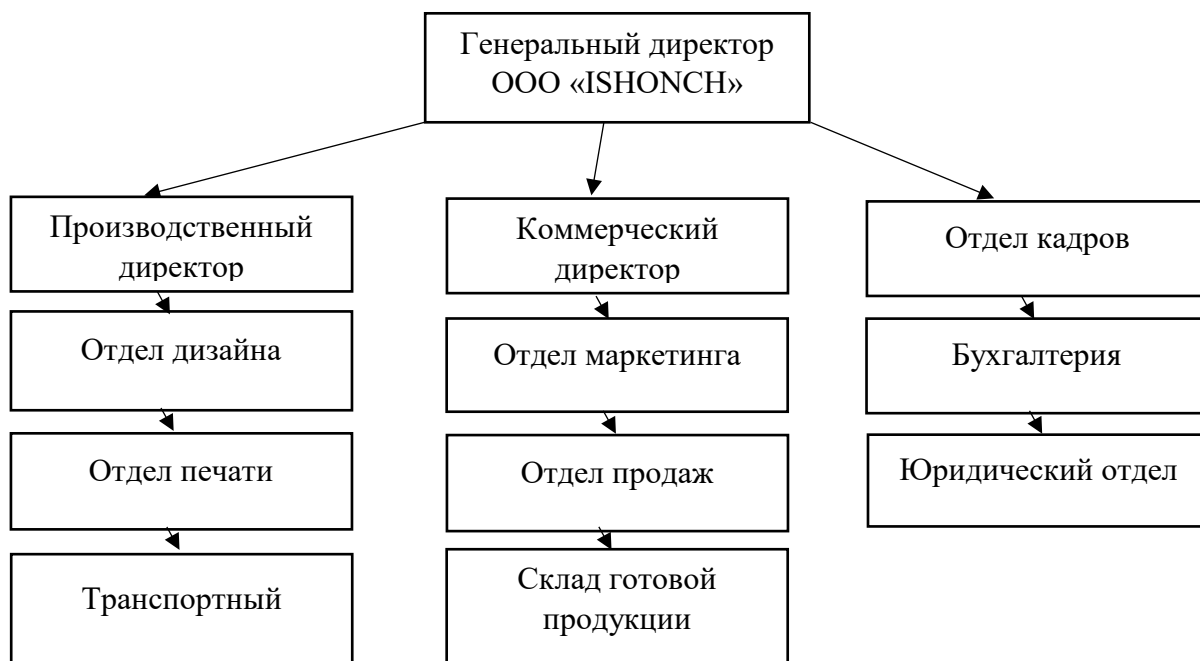 Генеральный директор
ООО «ISHONCH»
Производственный
директор
Коммерческий
директор
Отдел кадров
Отдел дизайна
Отдел маркетинга
Бухгалтерия
Отдел печати
Отдел продаж
Юридический отдел
Транспортный
Склад готовой
продукции